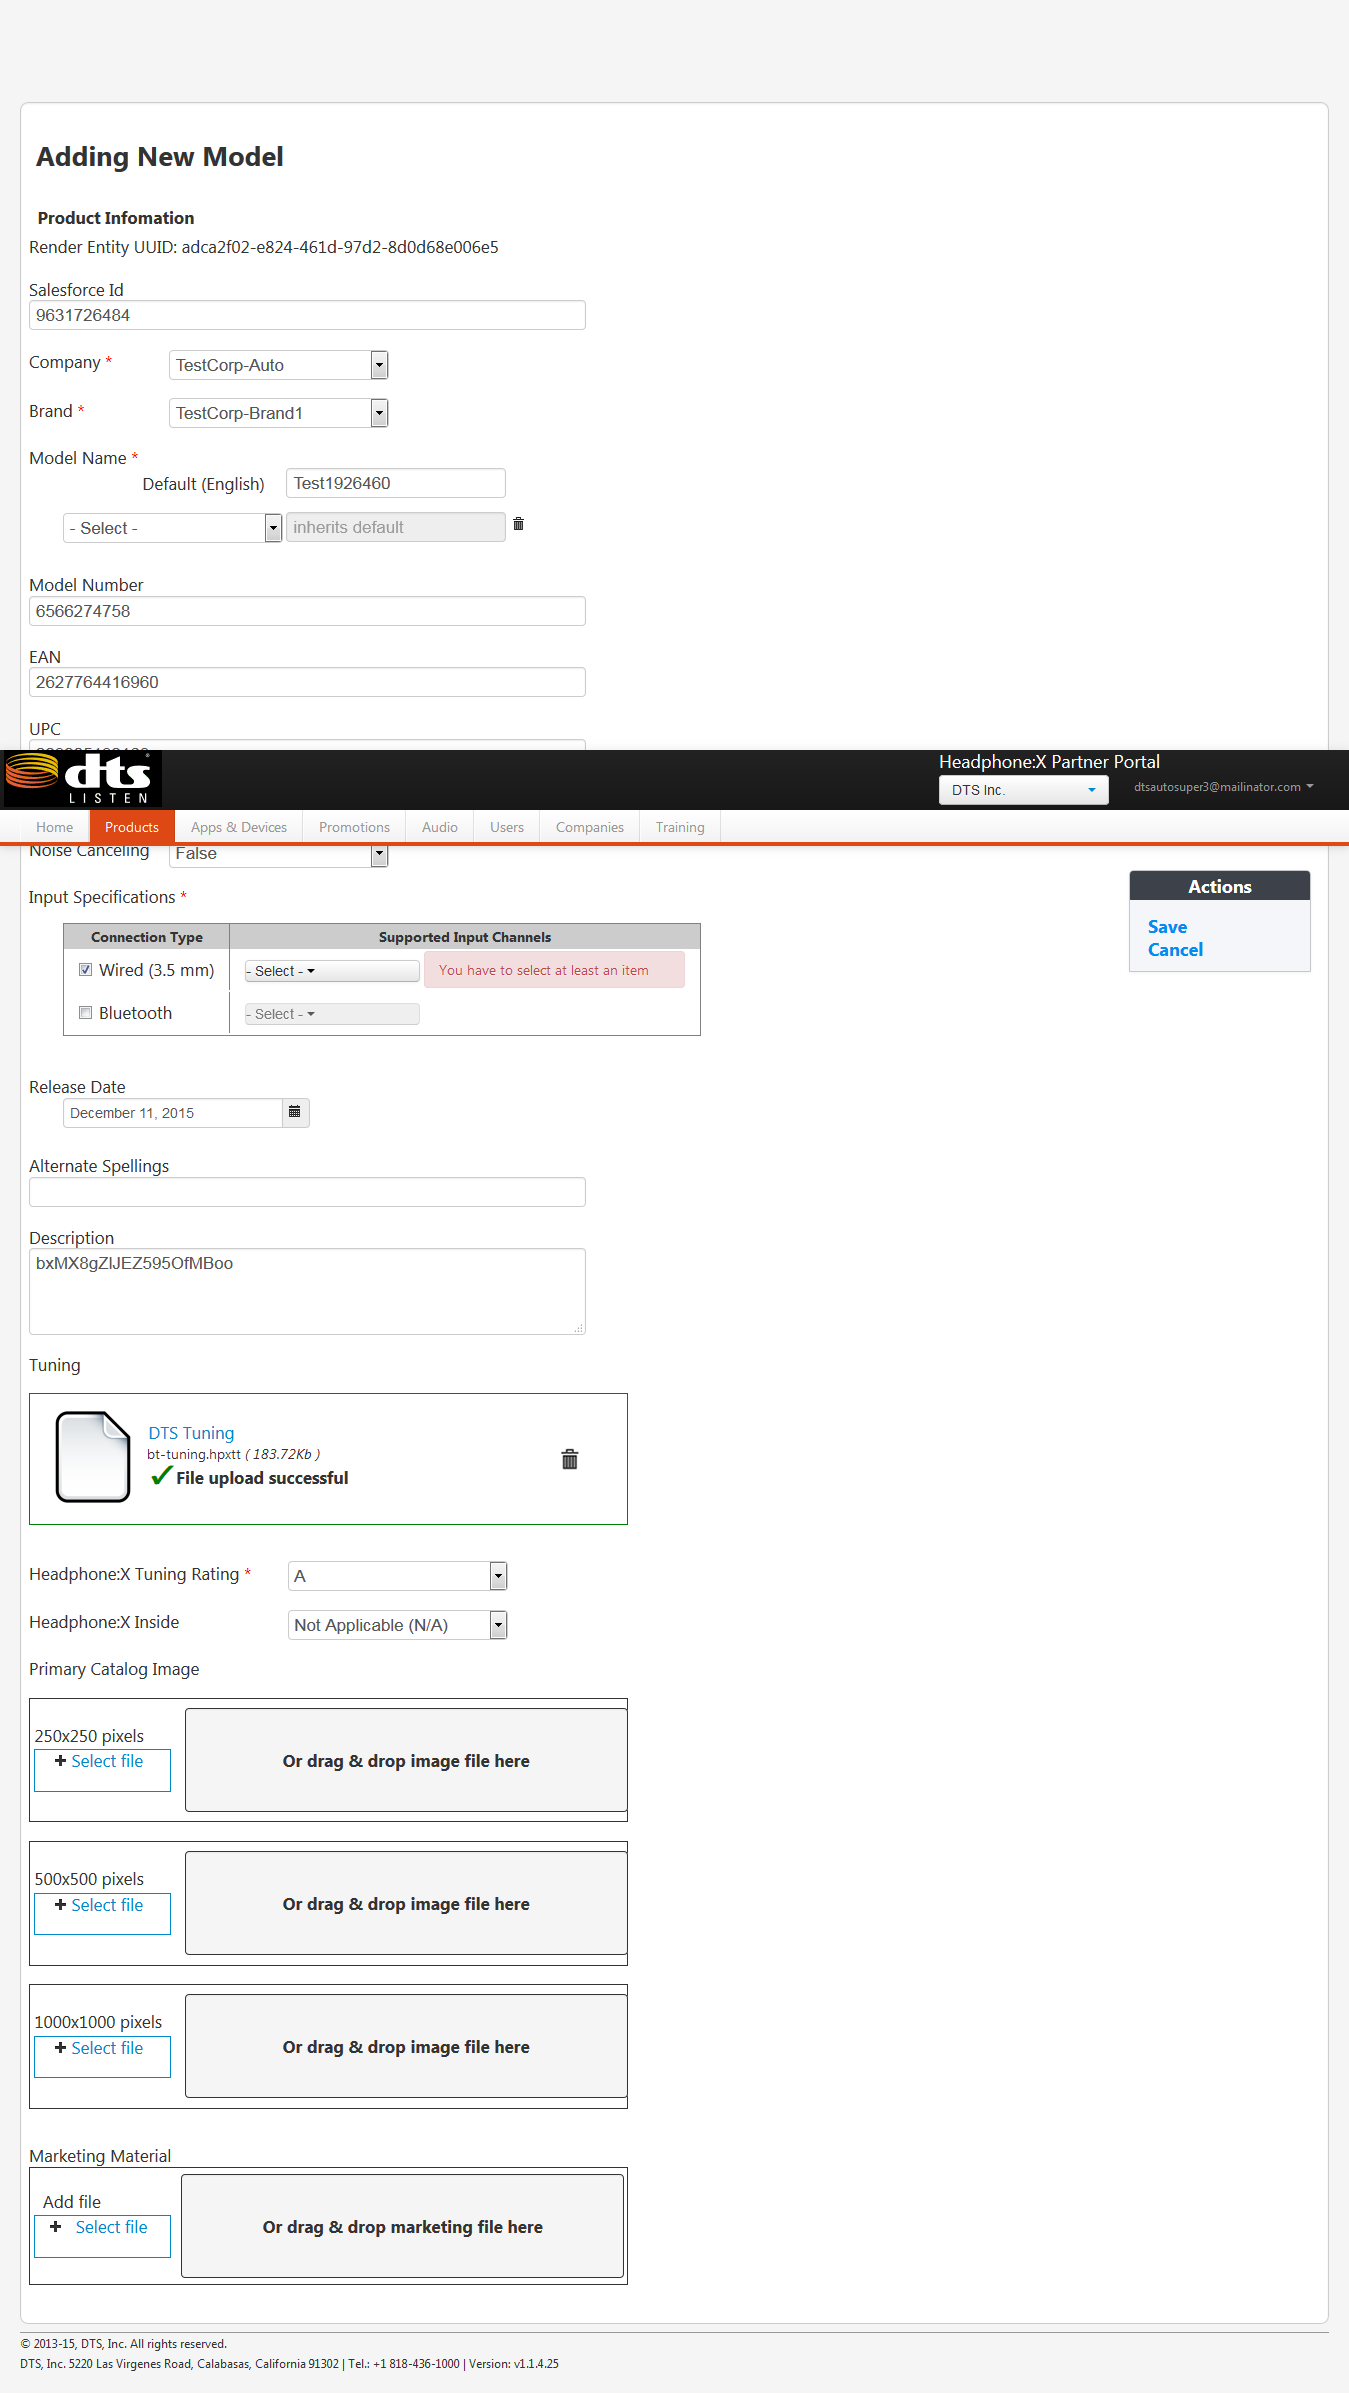 Adding New Model
Product Infomation
Render Entity UUID: adca2f02-e824-461d-97d2-8d0d68e006e5
Salesforce Id
9631726484
Company * TestCorp-Auto
Brand * TestCorp-Brand1
Model Name *
Default (English) Test1926460
- Select - inherits default
Model Number
6566274758
EAN
2627764416960
UPC
dts
LISTEN
Headphone:X Partner Portal
DTS Inc. dtsautosuper3@mailinator.com
Home Products Apps & Devices Promotions Audio Users Companies Training
Noise Canceling False
Input Specifications *
Actions
Save
Cancel
Connection Type Supported Input Channels
Wired (3.5 mm) - Select - You have to select at least an item
Bluetooth - Select -
Release Date
December 11, 2015
Alternate Spellings
Description
bxMX8gZIJEZ595OfMBoo
Tuning
DTS Tuning
bt-tuning.hpxtt ( 183.72Kb )
File upload successful
Headphone:X Tuning Rating * A
Headphone:X Inside Not Applicable (N/A)
Primary Catalog Image
250x250 pixels
+ Select file Or drag & drop image file here
500x500 pixels
+ Select file Or drag & drop image file here
1000x1000 pixels
+ Select file Or drag & drop image file here
Marketing Material
Add file
+ Select file Or drag & drop marketing file here
© 2013-15, DTS, Inc. All rights reserved.
DTS, Inc. 5220 Las Virgenes Road, Calabasas, California 91302 | Tel.: +1 818-436-1000 | Version: v1.1.4.25